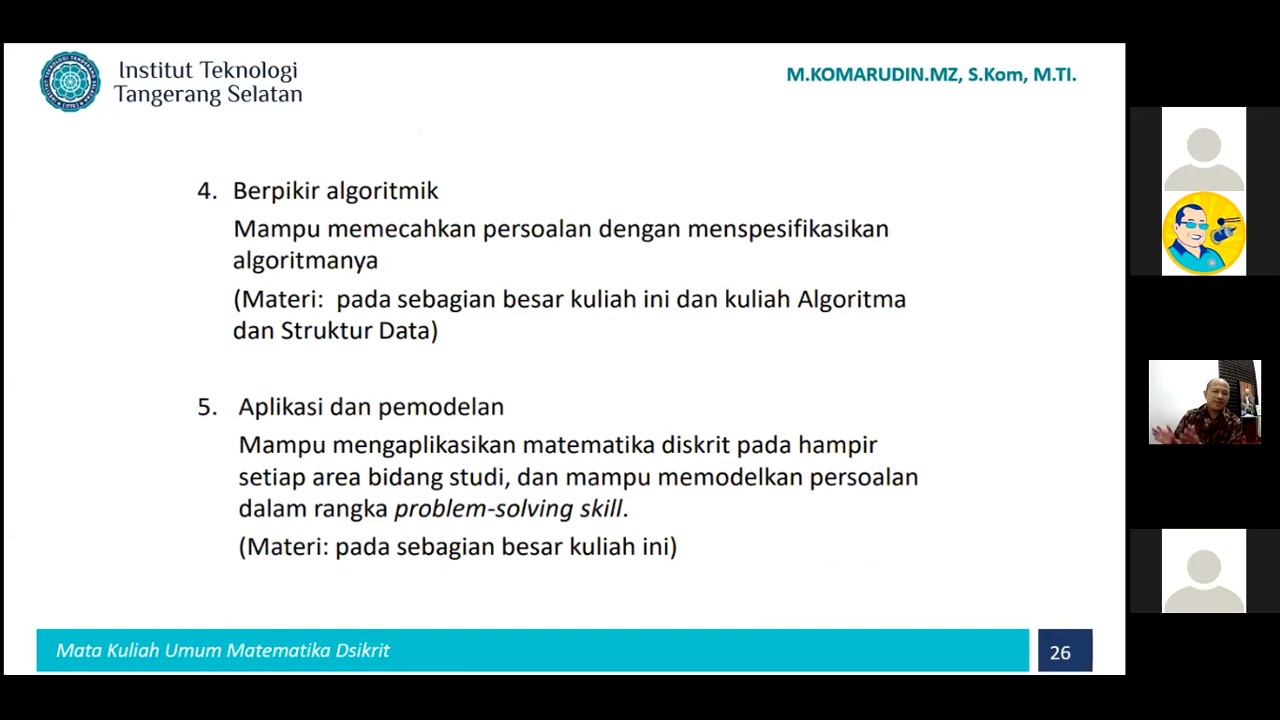 Institut Teknologi
Tangerang Selatan
M.KOMARUDIN.MZ, S.Kom, M.TI.
4. Berpikir algoritmik
Mampu memecahkan persoalan dengan menspesifikasikan
algoritmanya
(Materi: pada sebagian besar kuliah ini dan kuliah Algoritma
dan Struktur Data)
5. Aplikasi dan pemodelan
Mampu mengaplikasikan matematika diskrit pada hampir
setiap area bidang studi, dan mampu memodelkan persoalan
dalam rangka problem-solving skill.
(Materi: pada sebagian besar kuliah ini)
Mata Kuliah Umum Matematika Dsikrit
26